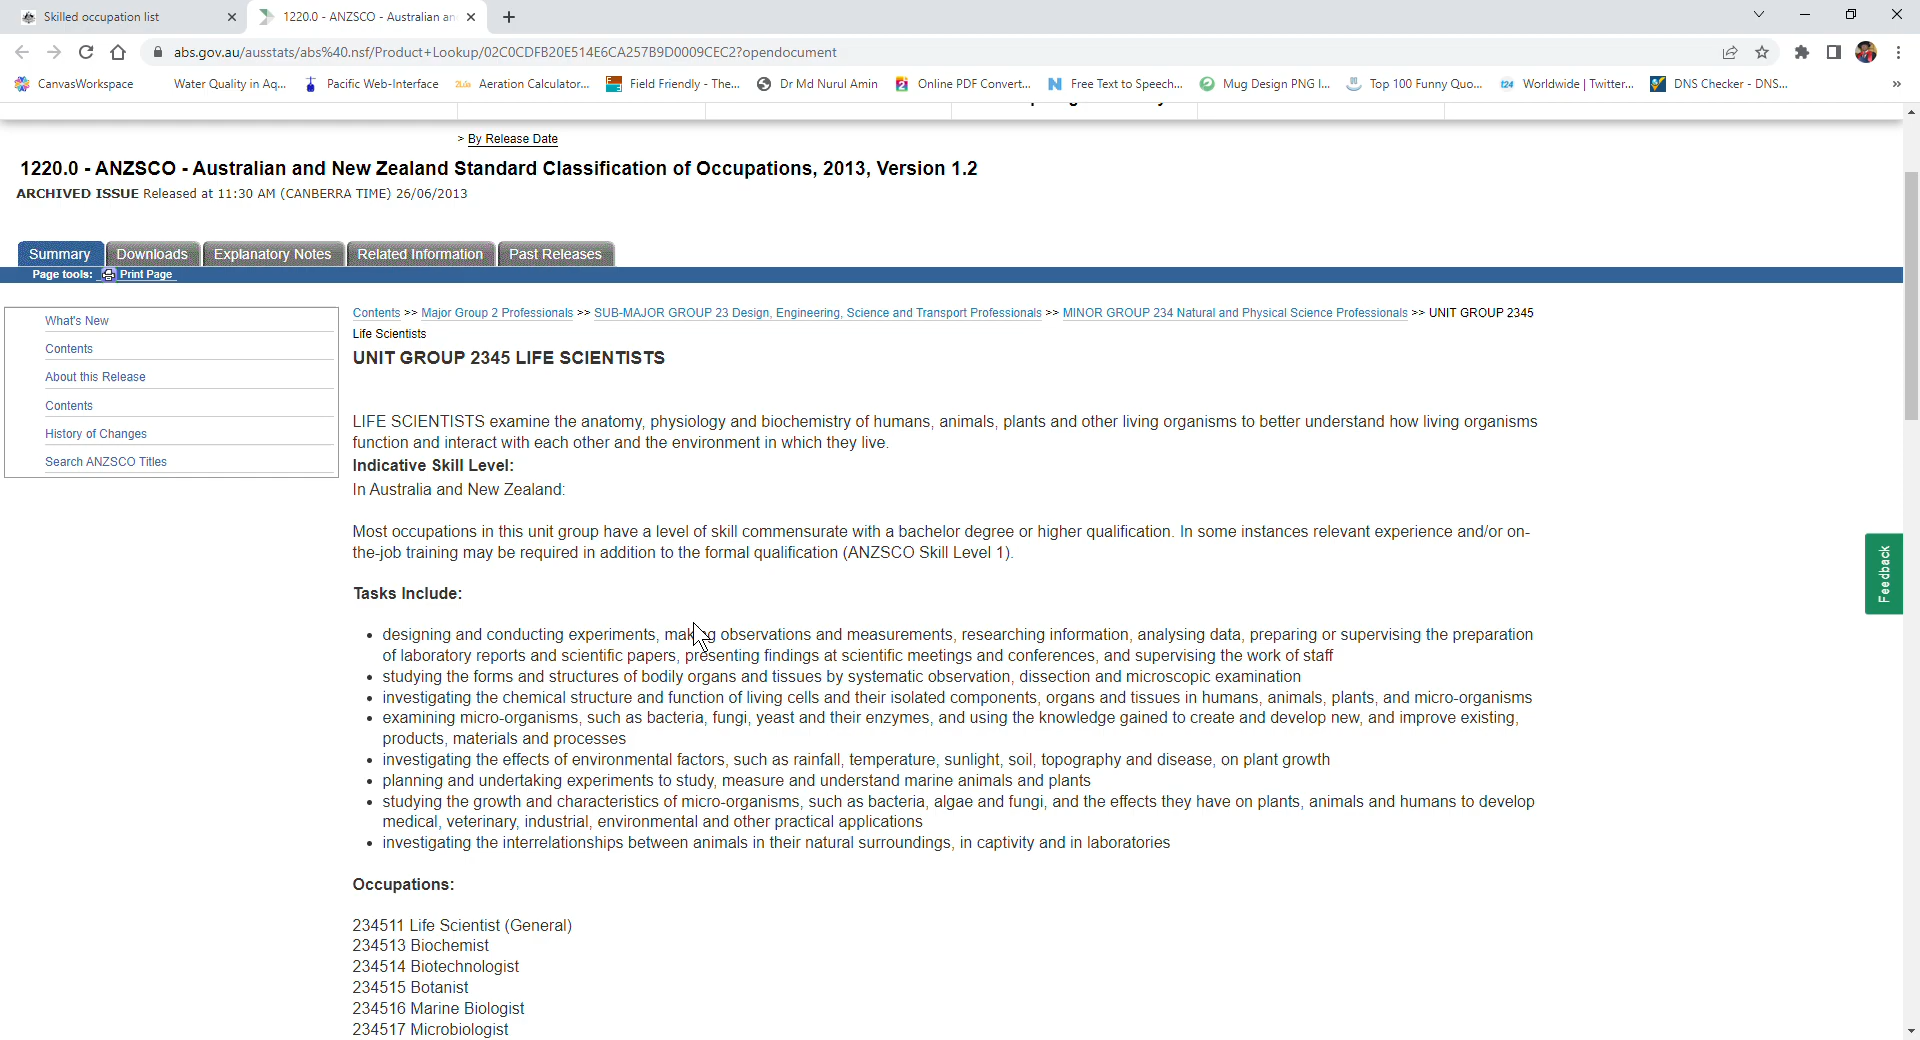 Skilled occupation list
1220.0 - ANZSCO - Australian an
abs.gov.au/ausstats/abs%40.nsf/Product+Lookup/02C0CDFB20E514E6CA257B9D0009CEC2?opendocument
CanvasWorkspace
Water Quality in Aq...
Pacific Web-Interface
Aeration Calculator...
Field Friendly - The...
Dr Md Nurul Amin
Online PDF Convert...
Free Text to Speech...
Mug Design PNG I...
Top 100 Funny Quo...
t24 Worldwide | Twitter...
DNS Checker - DNS...
»
> By Release Date
1220.0 - ANZSCO - Australian and New Zealand Standard Classification of Occupations, 2013, Version 1.2
ARCHIVED ISSUE Released at 11:30 AM (CANBERRA TIME) 26/06/2013
Summary
Downloads
Explanatory Notes
Related Information
Past Releases
Page tools: Print Page
What's New
Contents
About this Release
Contents
History of Changes
Search ANZSCO Titles
Contents >> Major Group 2 Professionals >> SUB-MAJOR GROUP 23 Design, Engineering, Science and Transport Professionals >> MINOR GROUP 234 Natural and Physical Science Professionals >> UNIT GROUP 2345
Life Scientists
UNIT GROUP 2345 LIFE SCIENTISTS
LIFE SCIENTISTS examine the anatomy, physiology and biochemistry of humans, animals, plants and other living organisms to better understand how living organisms
function and interact with each other and the environment in which they live.
Indicative Skill Level:
In Australia and New Zealand:
Most occupations in this unit group have a level of skill commensurate with a bachelor degree or higher qualification. In some instances relevant experience and/or on-
the-job training may be required in addition to the formal qualification (ANZSCO Skill Level 1).
Tasks Include:
• designing and conducting experiments, making observations and measurements, researching information, analysing data, preparing or supervising the preparation
of laboratory reports and scientific papers, presenting findings at scientific meetings and conferences, and supervising the work of staff
• studying the forms and structures of bodily organs and tissues by systematic observation, dissection and microscopic examination
• investigating the chemical structure and function of living cells and their isolated components, organs and tissues in humans, animals, plants, and micro-organisms
• examining micro-organisms, such as bacteria, fungi, yeast and their enzymes, and using the knowledge gained to create and develop new, and improve existing,
products, materials and processes
• investigating the effects of environmental factors, such as rainfall, temperature, sunlight, soil, topography and disease, on plant growth
• planning and undertaking experiments to study, measure and understand marine animals and plants
• studying the growth and characteristics of micro-organisms, such as bacteria, algae and fungi, and the effects they have on plants, animals and humans to develop
medical, veterinary, industrial, environmental and other practical applications
• investigating the interrelationships between animals in their natural surroundings, in captivity and in laboratories
Occupations:
234511 Life Scientist (General)
234513 Biochemist
234514 Biotechnologist
234515 Botanist
234516 Marine Biologist
234517 Microbiologist
Feedback